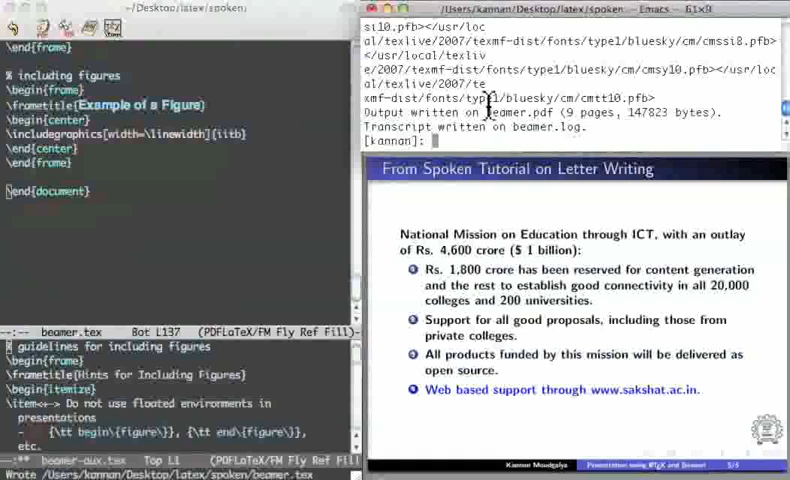 ~/Desktop/latex/spoken
\end{frame}
% including figures
\begin{frame}
\frametitle{Example of a Figure}
\begin{center}
\includegraphics[width=\linewidth]{iitb}
\end{center}
\end{frame}
\end{document}
--:-- beamer.tex Bot L137 (PDFLaTeX/FM Fly Ref Fill)-
% guidelines for including figures
\begin{frame}
\frametitle{Hints for Including Figures}
\begin{itemize}
\item<+-> Do not use floated environments in
presentations
- {\tt begin\{figure\}}, {\tt end\{figure\}},
etc.
--:** beamer-aux.tex Top L1 (PDFLaTeX/FM Fly Ref Fill
Wrote /Users/kannan/Desktop/latex/spoken/beamer.tex
/Users/kannan/Desktop/latex/spoken — Emacs — 61×9
si10.pfb></usr/loc
al/texlive/2007/texmf-dist/fonts/type1/bluesky/cm/cmssi8.pfb>
</usr/local/texliv
e/2007/texmf-dist/fonts/type1/bluesky/cm/cmsy10.pfb></usr/loc
al/texlive/2007/te
xmf-dist/fonts/type1/bluesky/cm/cmtt10.pfb>
Output written on beamer.pdf (9 pages, 147823 bytes).
Transcript written on beamer.log.
[kannan]:
From Spoken Tutorial on Letter Writing
National Mission on Education through ICT, with an outlay
of Rs. 4,600 crore ($ 1 billion):
1 Rs. 1,800 crore has been reserved for content generation
and the rest to establish good connectivity in all 20,000
colleges and 200 universities.
2 Support for all good proposals, including those from
private colleges.
3 All products funded by this mission will be delivered as
open source.
4 Web based support through www.sakshat.ac.in.
Kannan Moudgalya Presentation using LATEX and Beamer